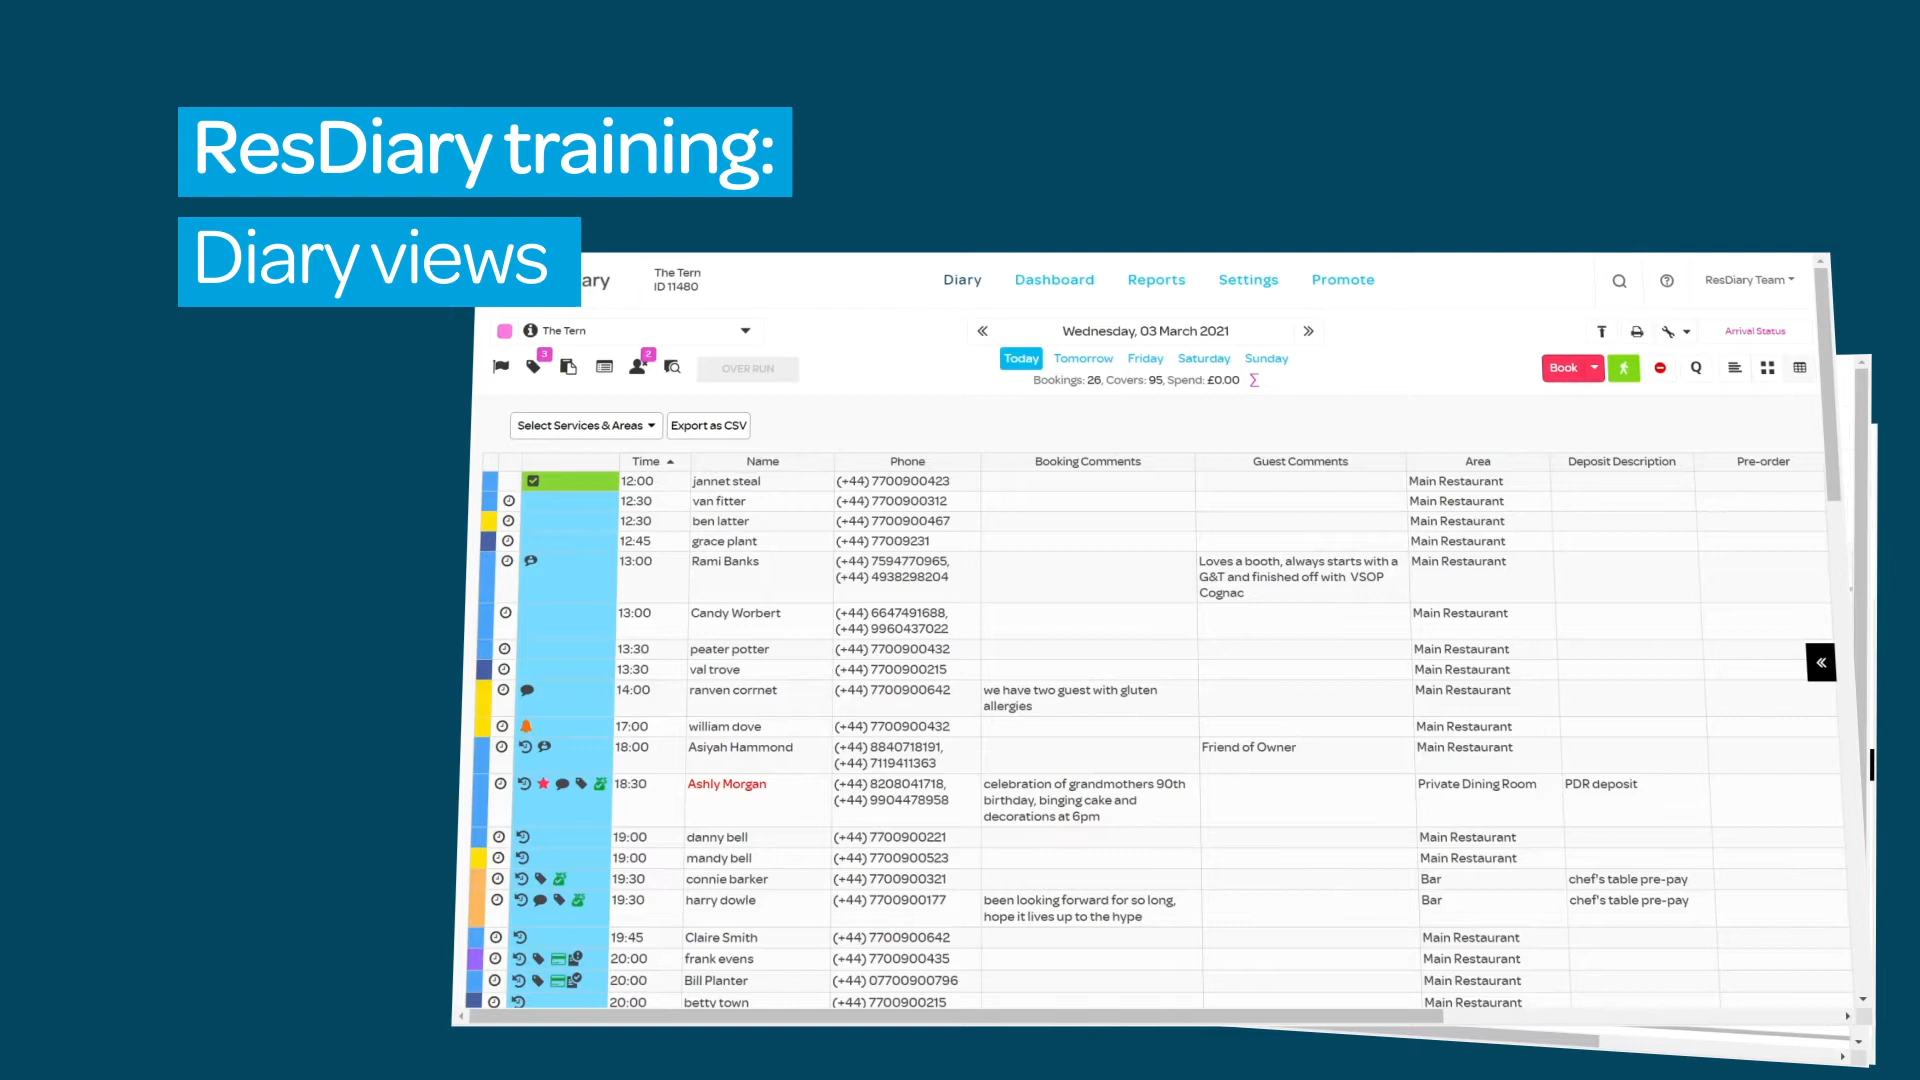 ResDiary training:
Diary views
ary
The Tern
ID 11480
Diary Dashboard Reports Settings Promote
ResDiary Team
The Tern
Wednesday, 03 March 2021
Arrival Status
3
2
OVER RUN
Today Tomorrow Friday Saturday Sunday
Bookings: 26, Covers: 95, Spend: £0.00
Book
Q
Select Services & Areas
Export as CSV
Time Name Phone Booking Comments Guest Comments Area Deposit Description Pre-order
12:00 jannet steal (+44) 7700900423 Main Restaurant
12:30 van fitter (+44) 7700900312 Main Restaurant
12:30 ben latter (+44) 7700900467 Main Restaurant
12:45 grace plant (+44) 77009231 Main Restaurant
13:00 Rami Banks (+44) 7594770965, Loves a booth, always starts with a Main Restaurant
(+44) 4938298204 G&T and finished off with VSOP
Cognac
13:00 Candy Worbert (+44) 6647491688, Main Restaurant
(+44) 9960437022
13:30 peater potter (+44) 7700900432 Main Restaurant
13:30 val trove (+44) 7700900215 Main Restaurant
14:00 ranven corrnet (+44) 7700900642 we have two guest with gluten Main Restaurant
allergies
17:00 william dove (+44) 7700900432 Main Restaurant
18:00 Asiyah Hammond (+44) 8840718191, Friend of Owner Main Restaurant
(+44) 7119411363
18:30 Ashly Morgan (+44) 8208041718, celebration of grandmothers 90th Private Dining Room PDR deposit
(+44) 9904478958 birthday, binging cake and
decorations at 6pm
19:00 danny bell (+44) 7700900221 Main Restaurant
19:00 mandy bell (+44) 7700900523 Main Restaurant
19:30 connie barker (+44) 7700900321 Bar chef's table pre-pay
19:30 harry dowle (+44) 7700900177 been looking forward for so long, Bar chef's table pre-pay
hope it lives up to the hype
19:45 Claire Smith (+44) 7700900642 Main Restaurant
20:00 frank evens (+44) 7700900435 Main Restaurant
20:00 Bill Planter (+44) 07700900796 Main Restaurant
20:00 betty town (+44) 7700900215 Main Restaurant